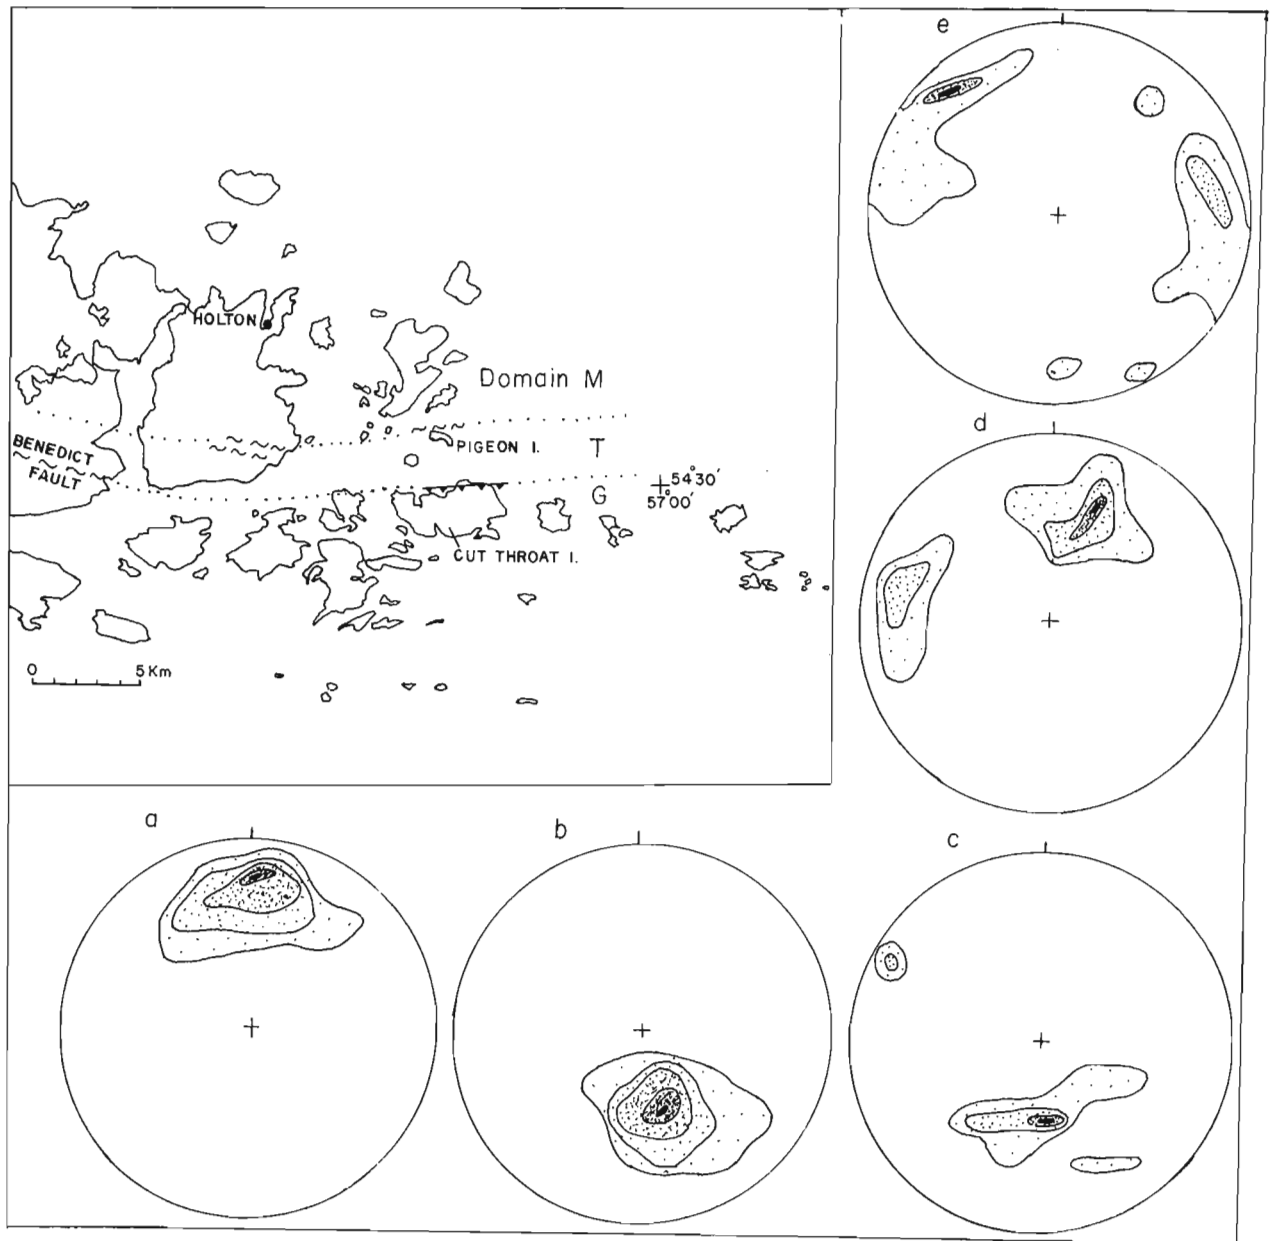 e
HOLTON
Domain M
BENEDICT
FAULT
PIGEON I.
T
54°30'
57°00'
G
CUT THROAT I.
0 5 Km
d
a
b
c